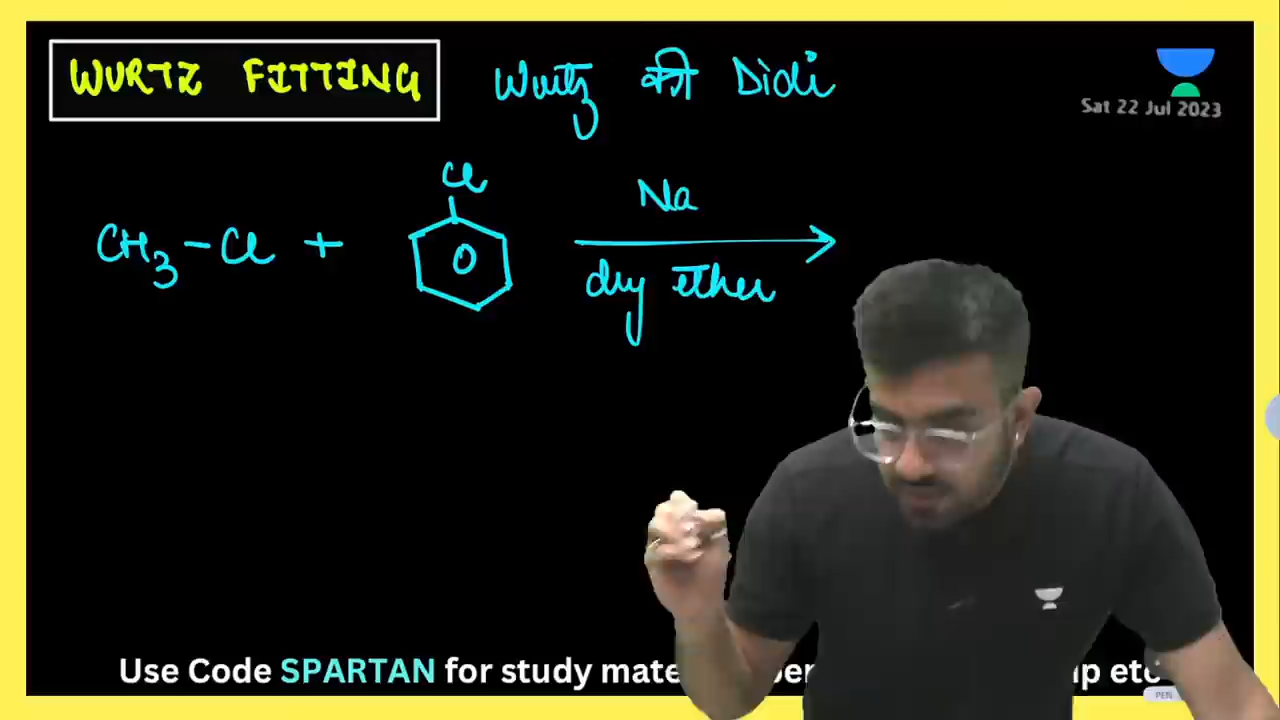 WURTZ FITTING Wurtz की Didi
Sat 22 Jul 2023
Cl
CH3-Cl + Na
dry ether
Use Code SPARTAN for study etc
PEN